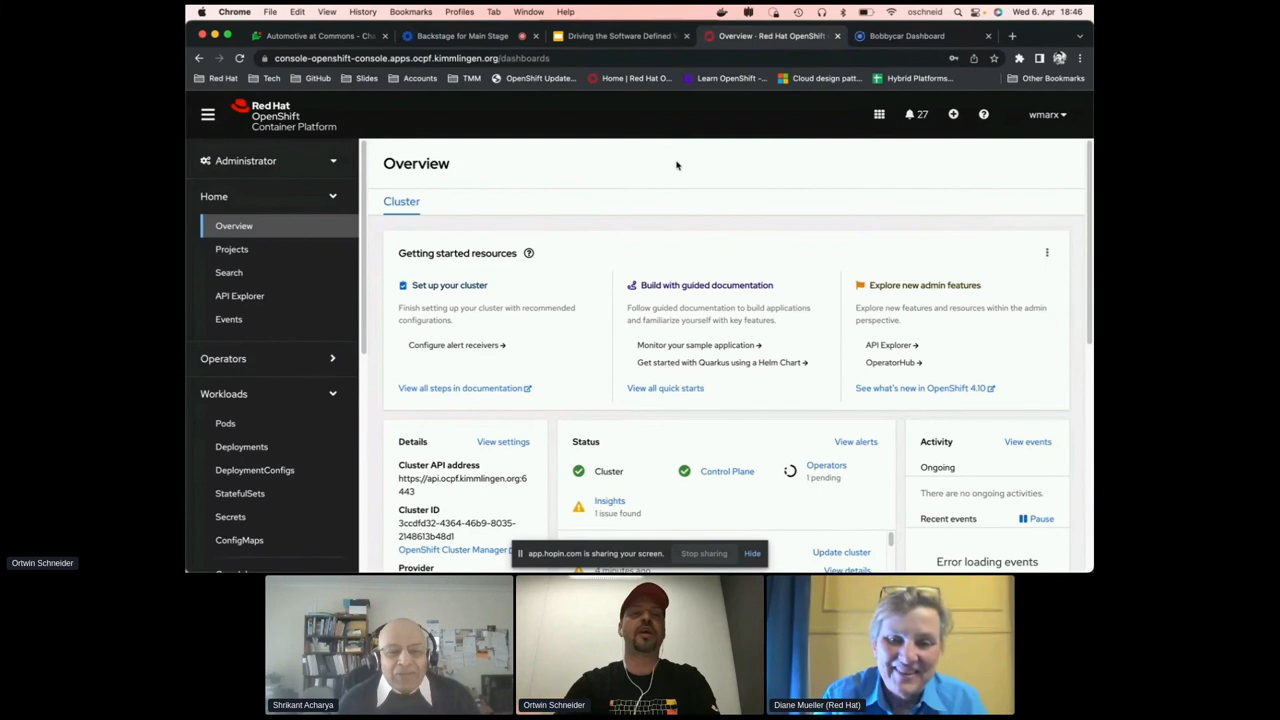 Chrome File Edit View History Bookmarks Profiles Tab Window Help oschneid Wed 6. Apr 18:46
Automotive at Commons - Cha Backstage for Main Stage Driving the Software Defined V Overview · Red Hat OpenShift Bobbycar Dashboard
console-openshift-console.apps.ocpf.kimmlingen.org/dashboards
Red Hat Tech GitHub Slides Accounts TMM OpenShift Update... Home | Red Hat O... Learn OpenShift -... Cloud design patt... Hybrid Platforms... Other Bookmarks
Red Hat
OpenShift
Container Platform
27
wmarx
Administrator
Home
Overview
Projects
Search
API Explorer
Events
Operators
Workloads
Pods
Deployments
DeploymentConfigs
StatefulSets
Secrets
ConfigMaps
Overview
Cluster
Getting started resources
Set up your cluster
Finish setting up your cluster with recommended
configurations.
Configure alert receivers
View all steps in documentation
Build with guided documentation
Follow guided documentation to build applications
and familiarize yourself with key features.
Monitor your sample application
Get started with Quarkus using a Helm Chart
View all quick starts
Explore new admin features
Explore new features and resources within the admin
perspective.
API Explorer
OperatorHub
See what's new in OpenShift 4.10
Details View settings
Cluster API address
https://api.ocpf.kimmlingen.org:6
443
Cluster ID
3ccdfd32-4364-46b9-8035-
2148613b48d1
OpenShift Cluster Manager
Provider
Status View alerts
Cluster
Control Plane
Operators
1 pending
Insights
1 issue found
Update cluster
4 minutes ago
View details
Activity View events
Ongoing
There are no ongoing activities.
Recent events Pause
Error loading events
app.hopin.com is sharing your screen. Stop sharing Hide
Ortwin Schneider
Shrikant Acharya
Ortwin Schneider
Diane Mueller (Red Hat)